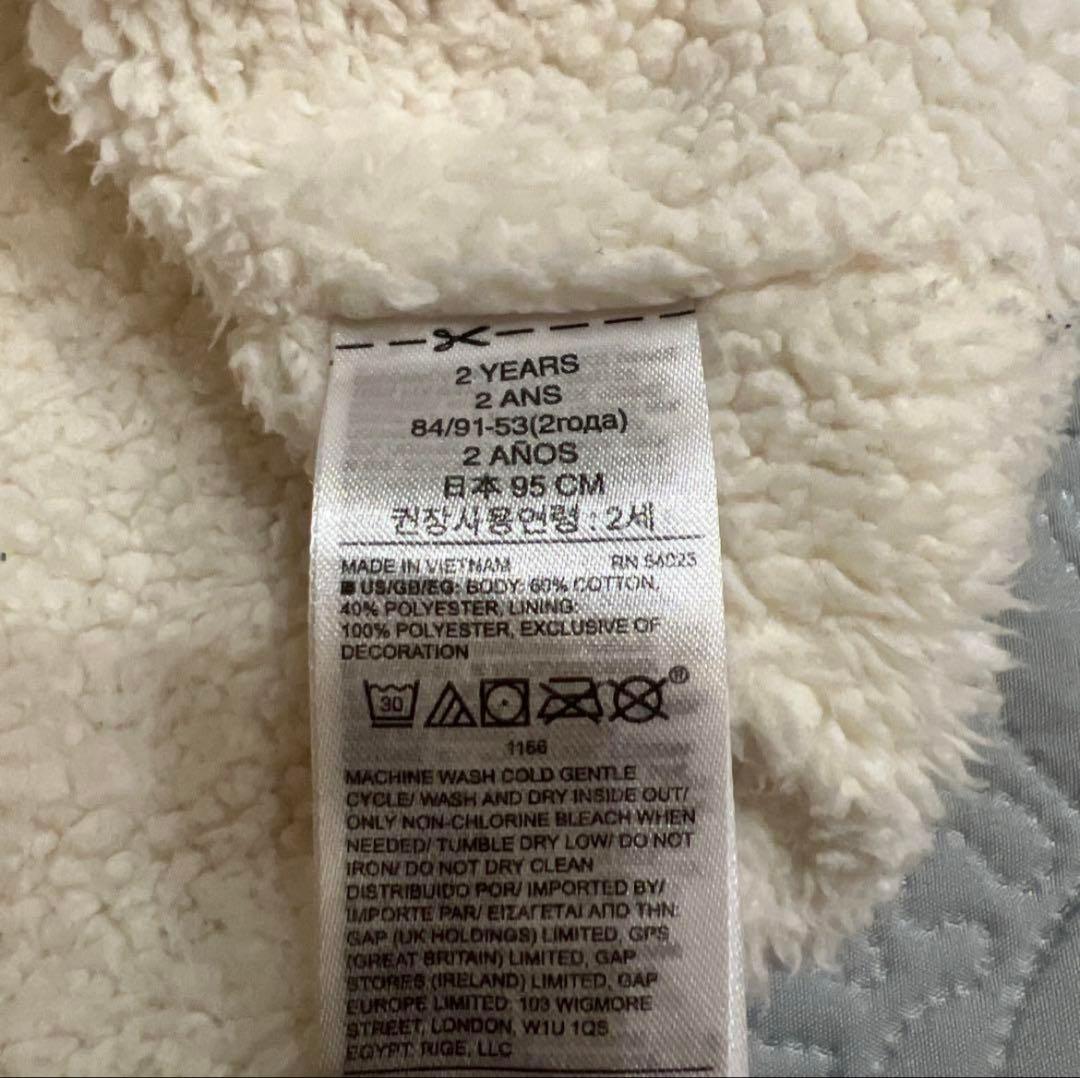 2 YEARS
2 ANS
84/91-53(2года)
2 AÑOS
日本 95 CM
권장사용연령 : 2세
MADE IN VIETNAM RN 54023
US/GB/EG: BODY: 60% COTTON,
40% POLYESTER, LINING:
100% POLYESTER, EXCLUSIVE OF
DECORATION
30
®
1166
MACHINE WASH COLD GENTLE
CYCLE/ WASH AND DRY INSIDE OUT/
ONLY NON-CHLORINE BLEACH WHEN
NEEDED/ TUMBLE DRY LOW/ DO NOT
IRON/ DO NOT DRY CLEAN
DISTRIBUIDO POR/ IMPORTED BY/
IMPORTE PAR/ ΕΙΣΑΓΕΤΑΙ ΑΠΟ ΤΗΝ:
GAP (UK HOLDINGS) LIMITED, GPS
(GREAT BRITAIN) LIMITED, GAP
STORES (IRELAND) LIMITED, GAP
EUROPE LIMITED: 103 WIGMORE
STREET, LONDON, W1U 1QS
EGYPT: RIGE, LLC